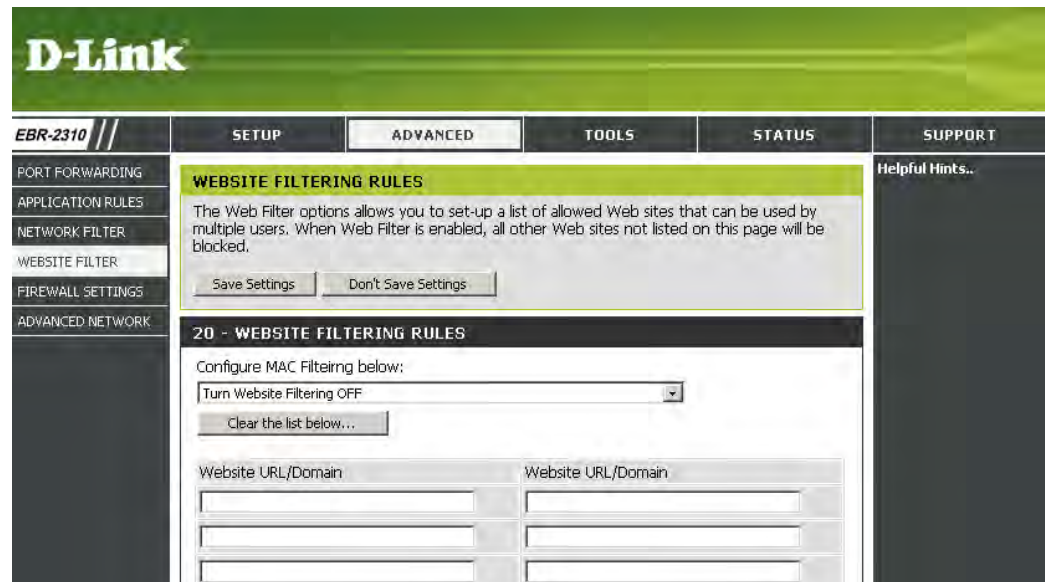 D-Link
EBR-2310
SETUP
ADVANCED
TOOLS
STATUS
SUPPORT
PORT FORWARDING
APPLICATION RULES
NETWORK FILTER
WEBSITE FILTER
FIREWALL SETTINGS
ADVANCED NETWORK
WEBSITE FILTERING RULES
The Web Filter options allows you to set-up a list of allowed Web sites that can be used by
multiple users. When Web Filter is enabled, all other Web sites not listed on this page will be
blocked.
Save Settings
Don't Save Settings
20 - WEBSITE FILTERING RULES
Configure MAC Filteirng below:
Turn Website Filtering OFF
Clear the list below...
Website URL/Domain
Website URL/Domain
Helpful Hints..